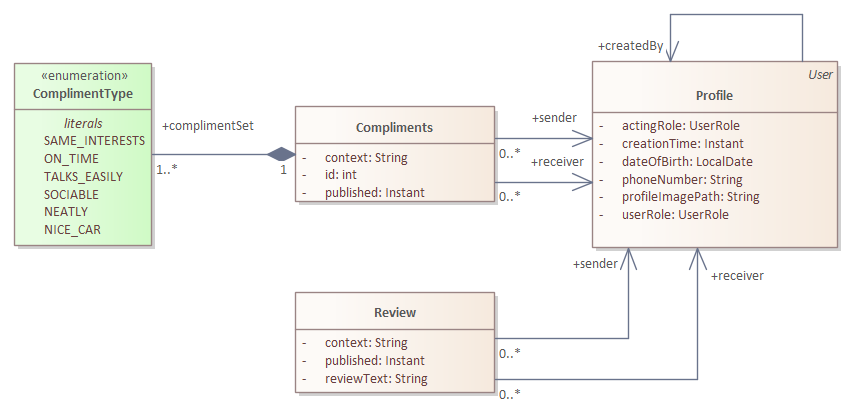 «enumeration»
ComplimentType
literals
SAME_INTERESTS
ON_TIME
TALKS_EASILY
SOCIABLE
NEATLY
NICE_CAR
+complimentSet
1..*
1
Compliments
- context: String
- id: int
- published: Instant
+sender
0..*
+receiver
0..*
+createdBy
User
Profile
- actingRole: UserRole
- creationTime: Instant
- dateOfBirth: LocalDate
- phoneNumber: String
- profileImagePath: String
- userRole: UserRole
+sender
+receiver
Review
- context: String
- published: Instant
- reviewText: String
0..*
0..*